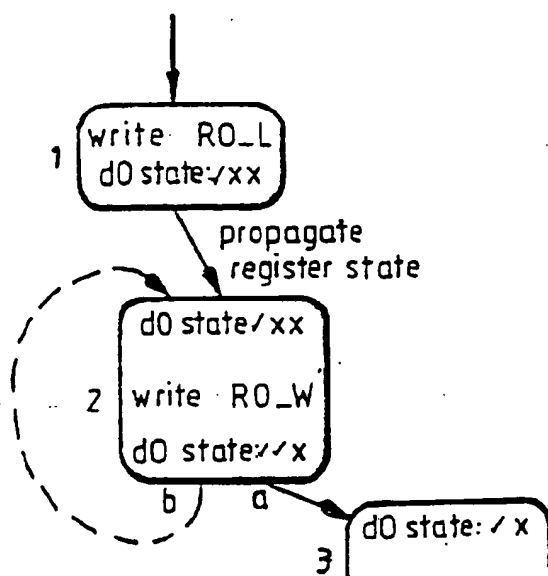 1
write RO_L
d0 state:✓xx
propagate
register state
d0 state✓xx
2
write RO_W
d0 state:✓✓x
b
a
d0 state: ✓ x
3